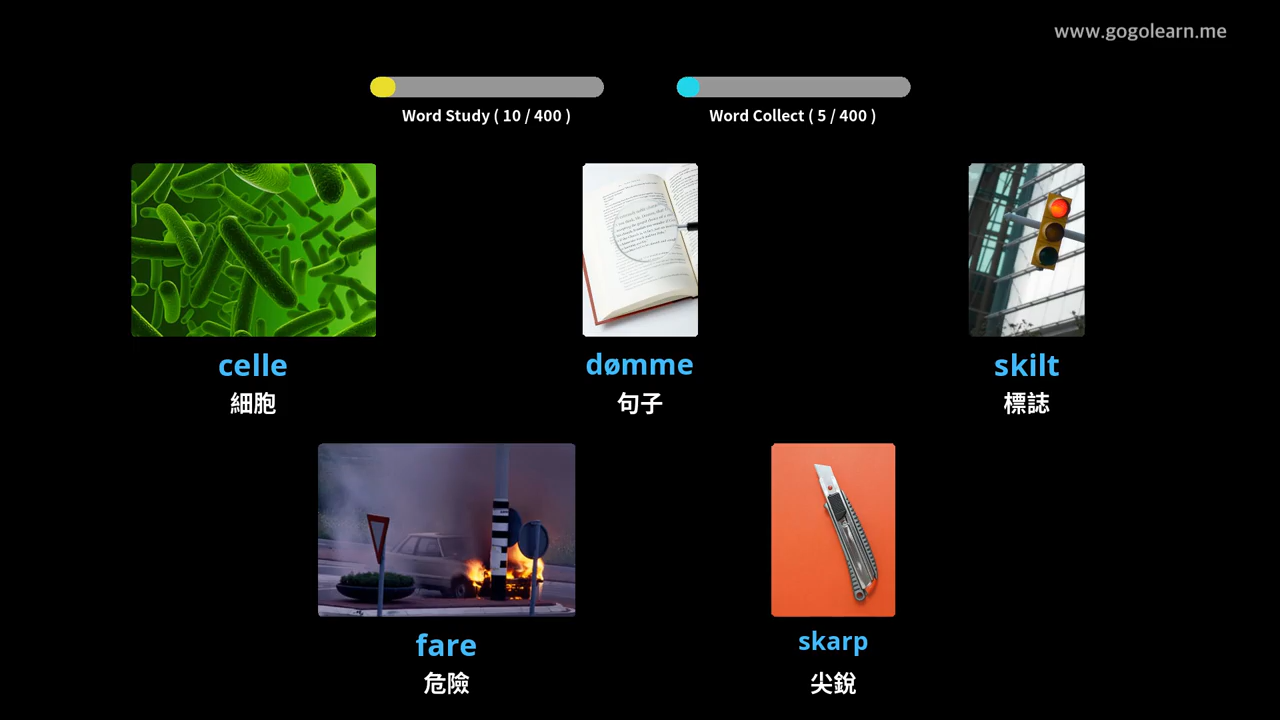 www.gogolearn.me
Word Study ( 10 / 400 )
Word Collect ( 5 / 400 )
celle
細胞
dømme
句子
skilt
標誌
fare
危險
skarp
尖銳